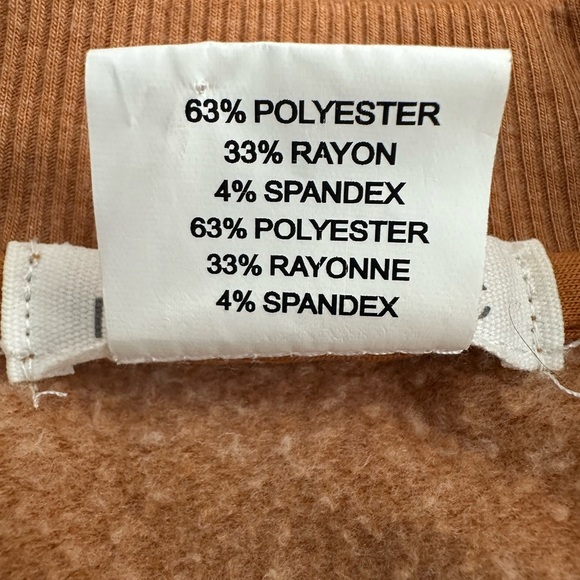 63% POLYESTER
33% RAYON
4% SPANDEX
63% POLYESTER
33% RAYONNE
4% SPANDEX